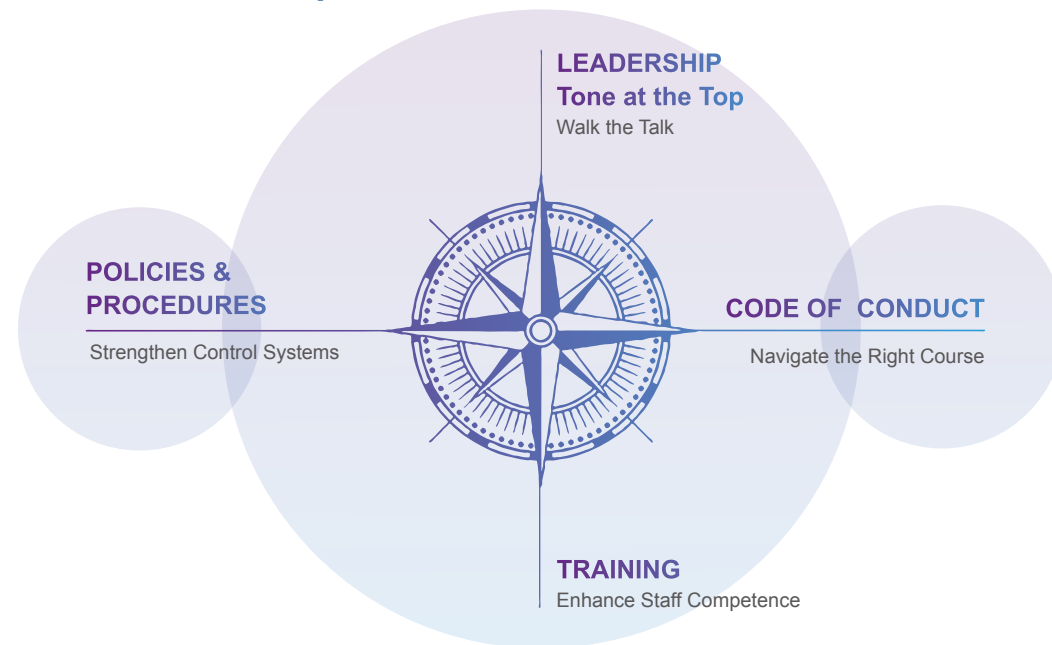 LEADERSHIP
Tone at the Top
Walk the Talk
POLICIES &
PROCEDURES
Strengthen Control Systems
CODE OF CONDUCT
Navigate the Right Course
TRAINING
Enhance Staff Competence